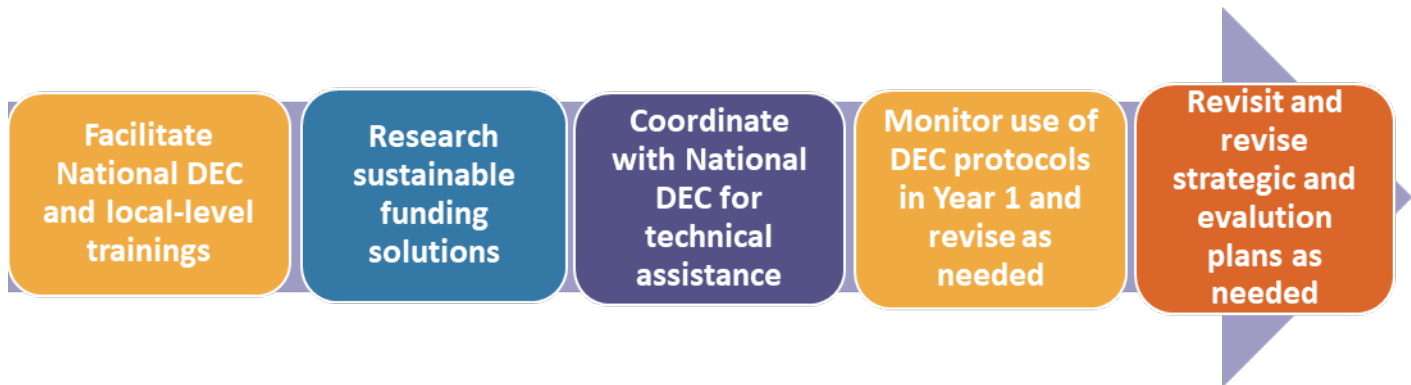 Facilitate
National DEC
and local-level
trainings
Research
sustainable
funding
solutions
Coordinate
with National
DEC for
technical
assistance
Monitor use of
DEC protocols
in Year 1 and
revise as
needed
Revisit and
revise
strategic and
evalution
plans as
needed